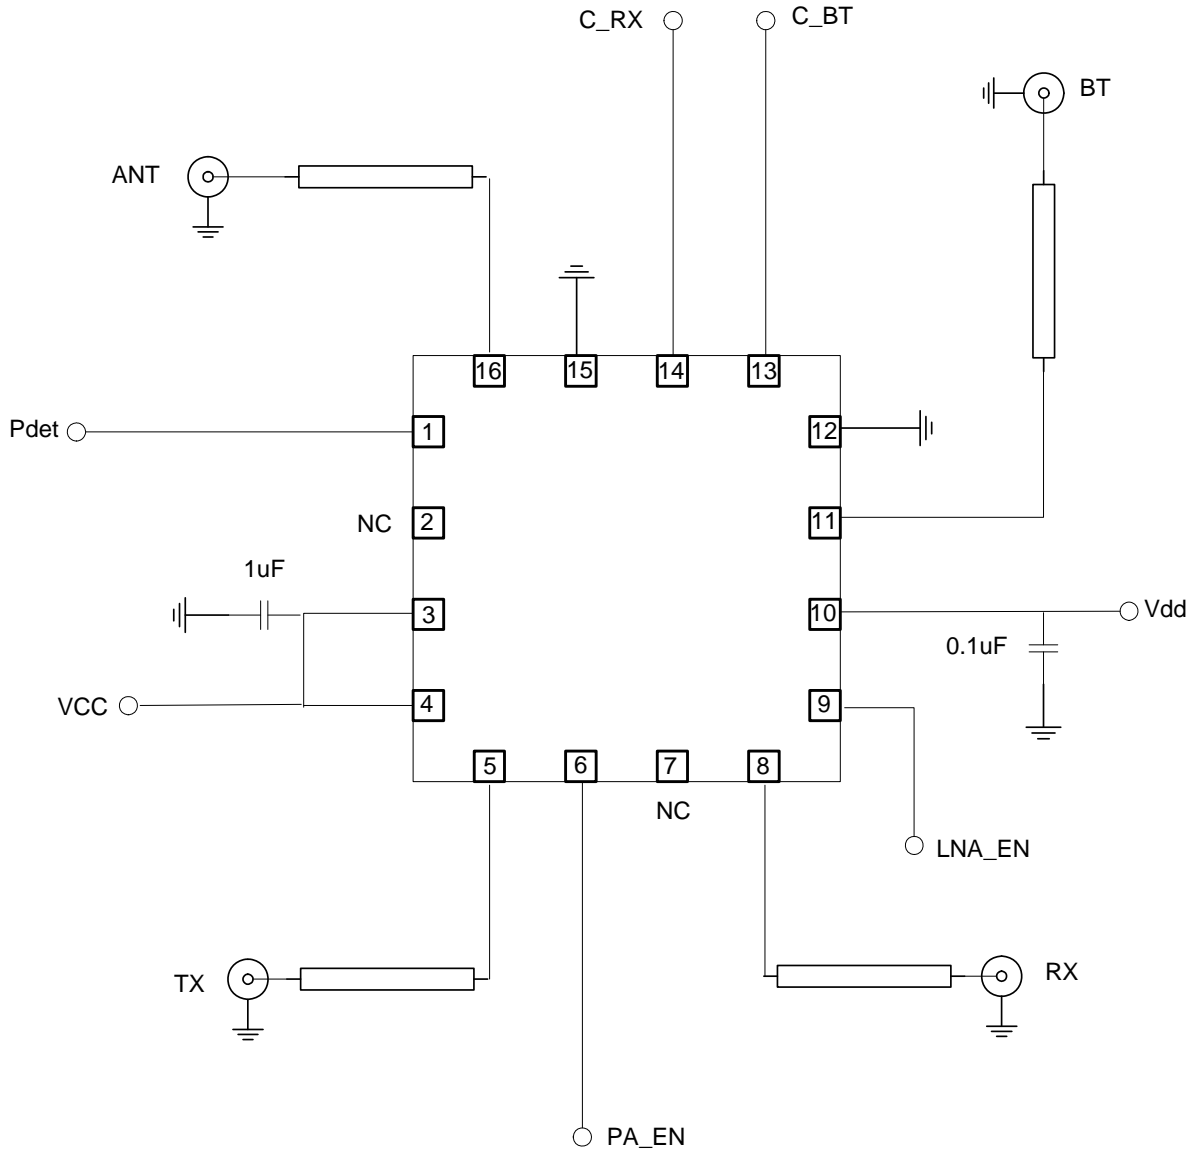 C_RX
C_BT
BT
ANT
16
15
14
13
Pdet
1
12
NC
2
11
1uF
3
10
Vdd
0.1uF
VCC
4
9
5
6
7
8
NC
LNA_EN
TX
RX
PA_EN